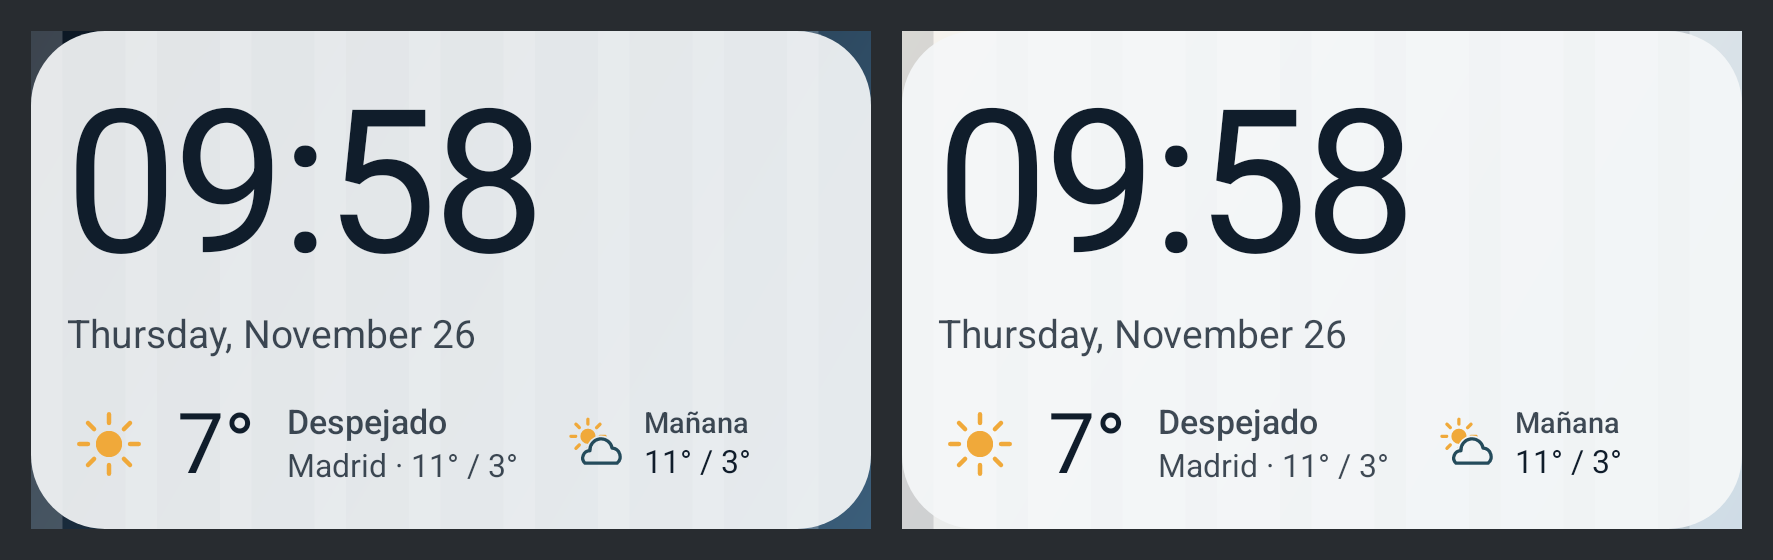 09:58
Thursday, November 26
7°
Despejado
Madrid · 11° / 3°
Mañana
11° / 3°
09:58
Thursday, November 26
7°
Despejado
Madrid · 11° / 3°
Mañana
11° / 3°